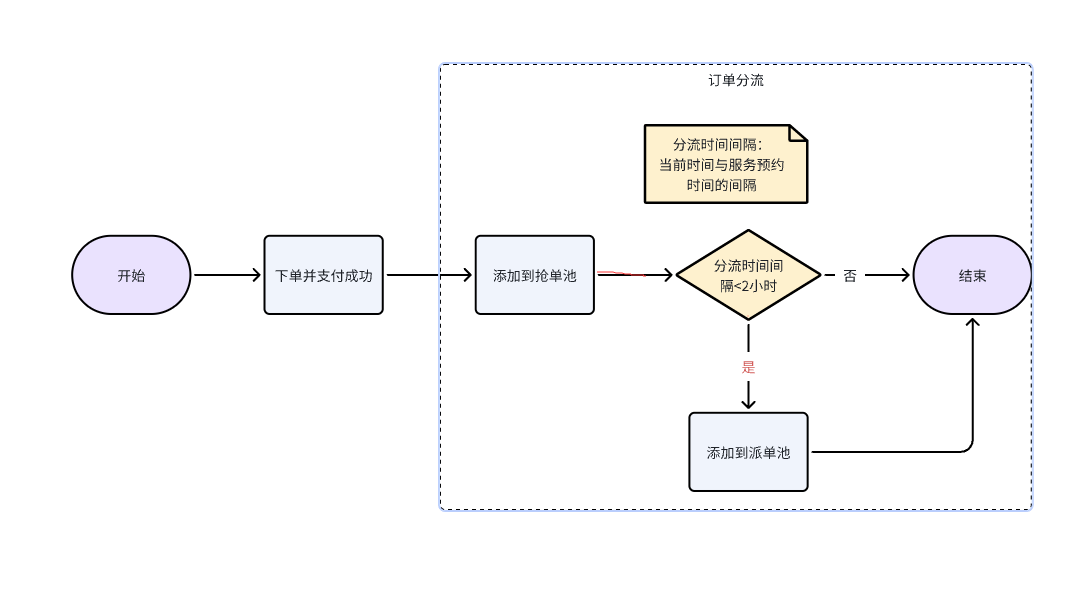 订单分流
分流时间间隔：
当前时间与服务预约
时间的间隔
开始
下单并支付成功
添加到抢单池
分流时间间
隔<2小时
否
结束
是
添加到派单池